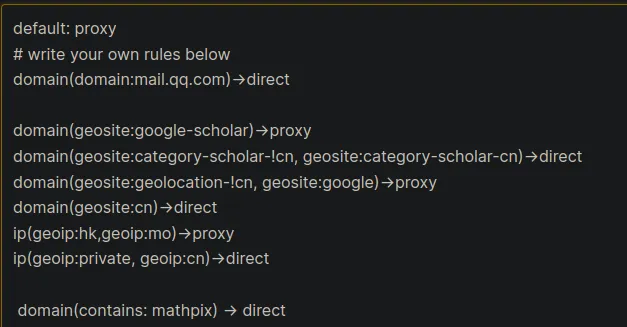 default: proxy
# write your own rules below
domain(domain:mail.qq.com)->direct
domain(geosite:google-scholar)->proxy
domain(geosite:category-scholar-!cn, geosite:category-scholar-cn)->direct
domain(geosite:geolocation-!cn, geosite:google)->proxy
domain(geosite:cn)->direct
ip(geoip:hk,geoip:mo)->proxy
ip(geoip:private, geoip:cn)->direct
domain(contains: mathpix) -> direct